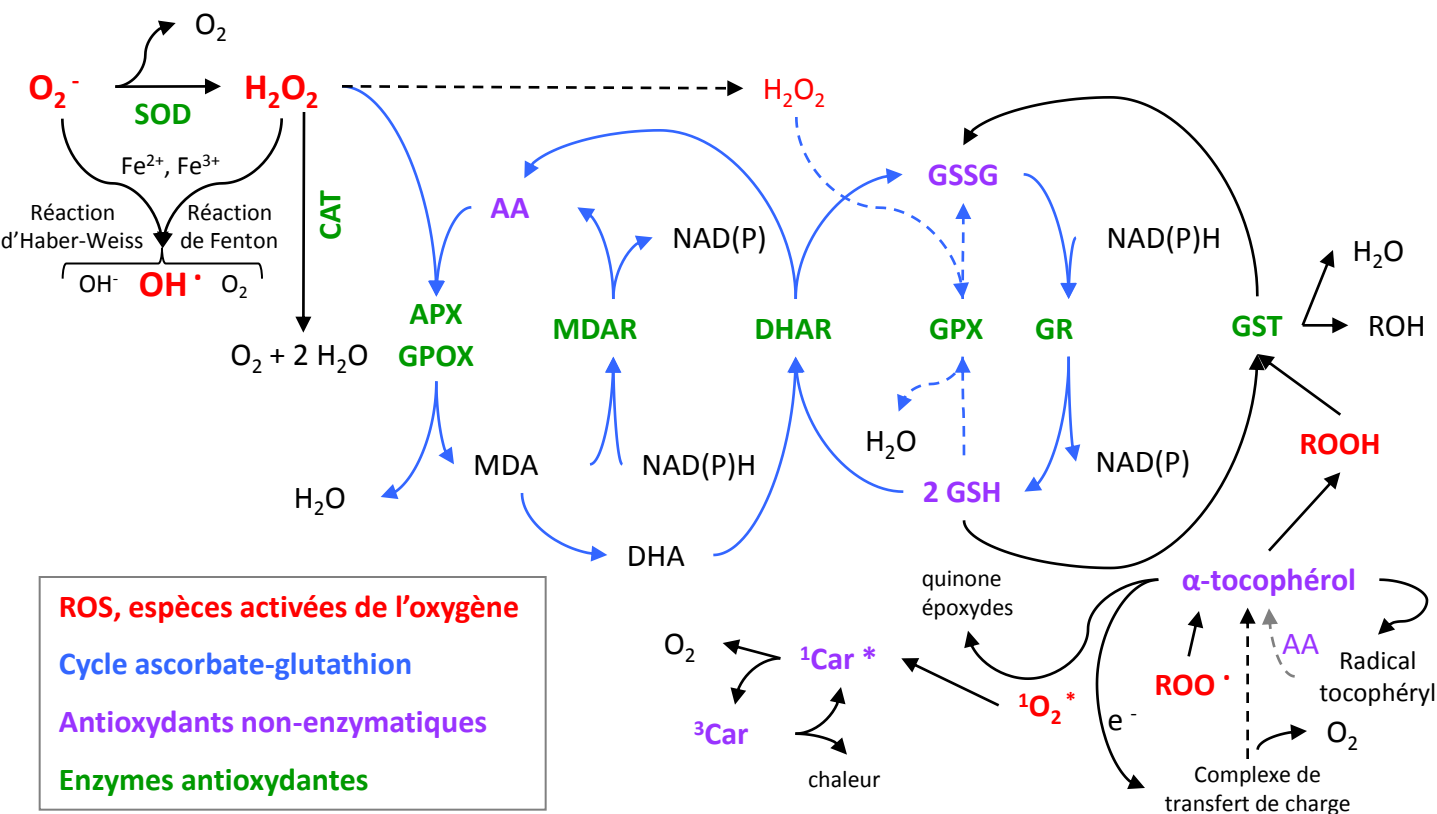 O₂
O₂⁻
SOD
H₂O₂
H₂O₂
Fe²⁺, Fe³⁺
Réaction
d'Haber-Weiss
Réaction
de Fenton
OH⁻
OH •
O₂
CAT
O₂ + 2 H₂O
AA
APX
GPOX
NAD(P)
MDAR
DHAR
GSSG
GPX
GR
NAD(P)H
GST
H₂O
ROH
H₂O
MDA
NAD(P)H
DHA
H₂O
2 GSH
NAD(P)
ROOH
α-tocophérol
quinone
époxydes
O₂
¹Car *
³Car
chaleur
¹O₂ *
ROO •
AA
Radical
tocophéryl
e -
O₂
Complexe de
transfert de charge
ROS, espèces activées de l'oxygène
Cycle ascorbate-glutathion
Antioxydants non-enzymatiques
Enzymes antioxydantes